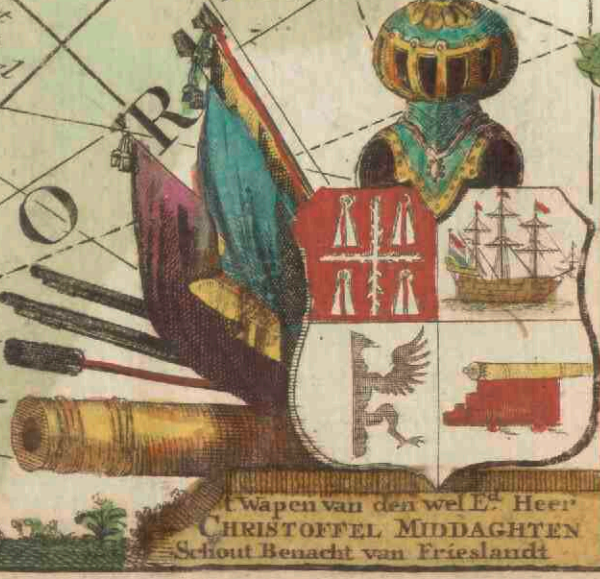 O R
't Wapen van den wel Ed. Heer
CHRISTOFFEL MIDDAGHTEN
Schout Benacht van Frieslandt